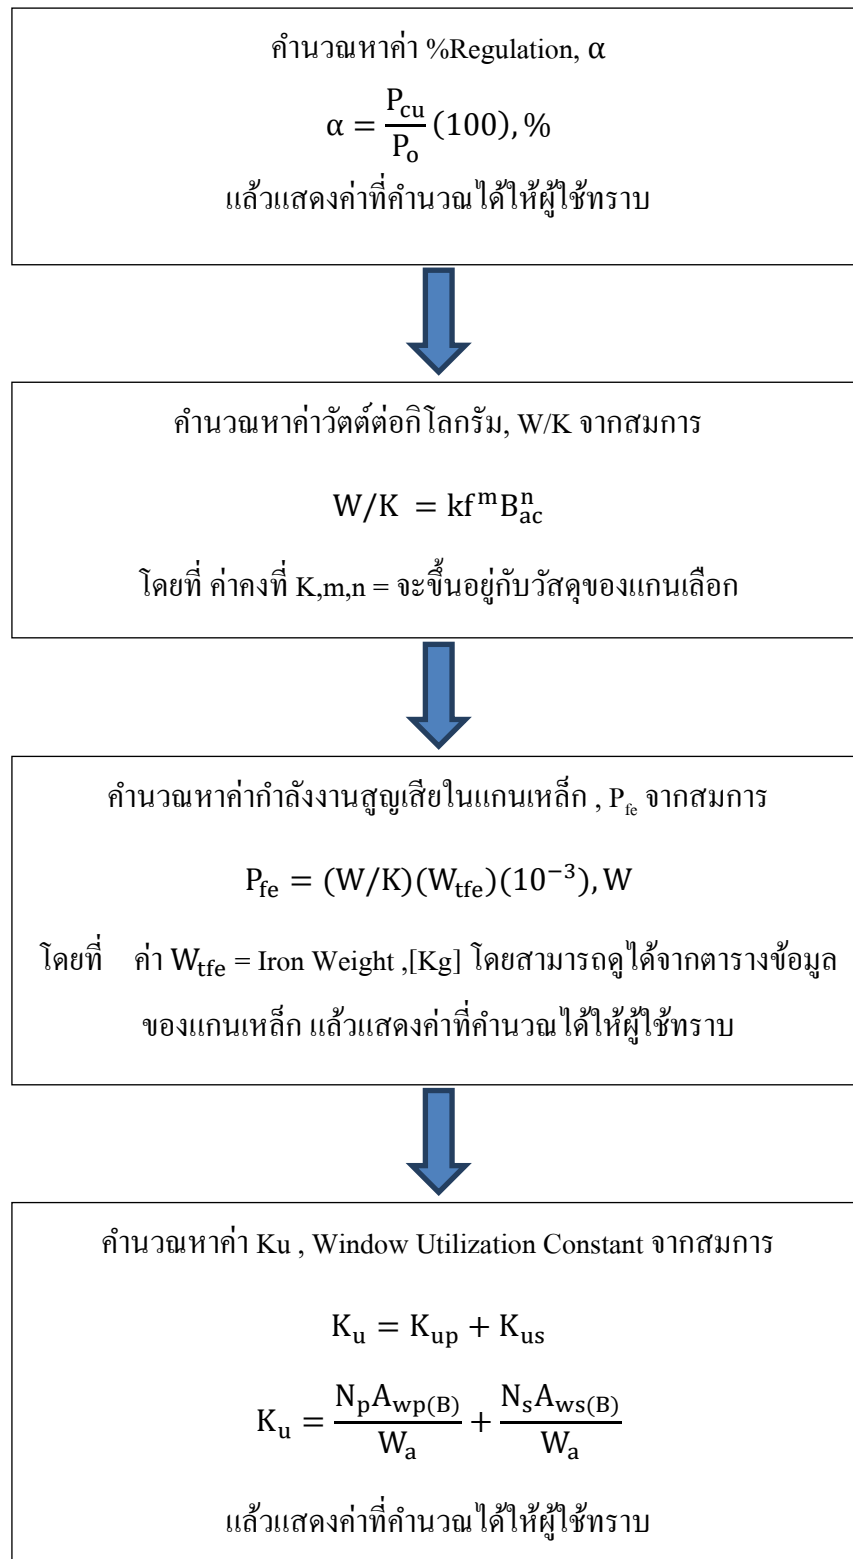 คำนวณหาค่า %Regulation, α
α = P_cu/P_o (100), %
แล้วแสดงค่าที่คำนวณได้ให้ผู้ใช้ทราบ
คำนวณหาค่าวัตต์ต่อกิโลกรัม, W/K จากสมการ
W/K = kf^m B_ac^n
โดยที่ ค่าคงที่ K,m,n = จะขึ้นอยู่กับวัสดุของแกนเลือก
คำนวณหาค่ากำลังงานสูญเสียในแกนเหล็ก , P_fe จากสมการ
P_fe = (W/K)(W_tfe)(10^−3), W
โดยที่ ค่า W_tfe = Iron Weight ,[Kg] โดยสามารถดูได้จากตารางข้อมูล
ของแกนเหล็ก แล้วแสดงค่าที่คำนวณได้ให้ผู้ใช้ทราบ
คำนวณหาค่า Ku , Window Utilization Constant จากสมการ
K_u = K_up + K_us
K_u = N_p A_wp(B)/W_a + N_s A_ws(B)/W_a
แล้วแสดงค่าที่คำนวณได้ให้ผู้ใช้ทราบ